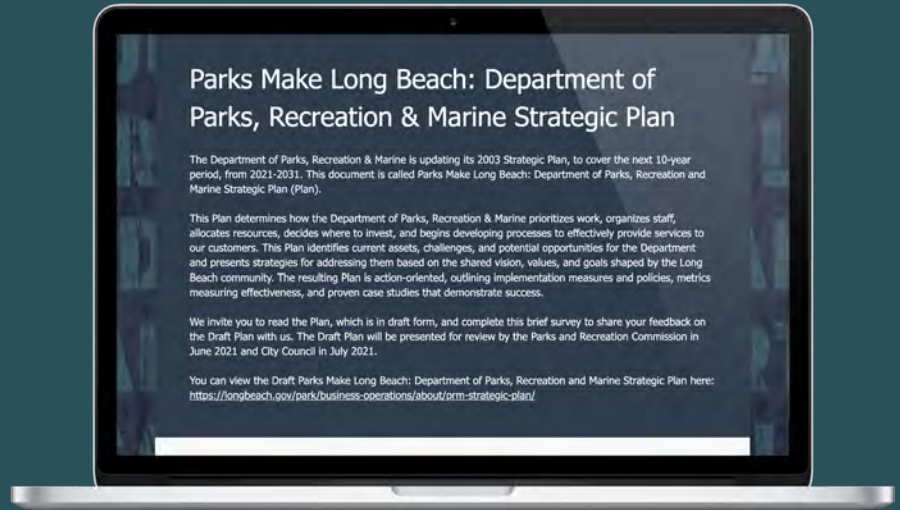 Parks Make Long Beach: Department of
Parks, Recreation & Marine Strategic Plan
The Department of Parks, Recreation & Marine is updating its 2003 Strategic Plan, to cover the next 10-year
period, from 2021-2031. This document is called Parks Make Long Beach: Department of Parks, Recreation and
Marine Strategic Plan (Plan).
This Plan determines how the Department of Parks, Recreation & Marine prioritizes work, organizes staff,
allocates resources, decides where to invest, and begins developing processes to effectively provide services to
our customers. This Plan identifies current assets, challenges, and potential opportunities for the Department
and presents strategies for addressing them based on the shared vision, values, and goals shaped by the Long
Beach community. The resulting Plan is action-oriented, outlining implementation measures and policies, metrics
measuring effectiveness, and proven case studies that demonstrate success.
We invite you to read the Plan, which is in draft form, and complete this brief survey to share your feedback on
the Draft Plan with us. The Draft Plan will be presented for review by the Parks and Recreation Commission in
June 2021 and City Council in July 2021.
You can view the Draft Parks Make Long Beach: Department of Parks, Recreation and Marine Strategic Plan here:
https://longbeach.gov/park/business-operations/about/prm-strategic-plan/